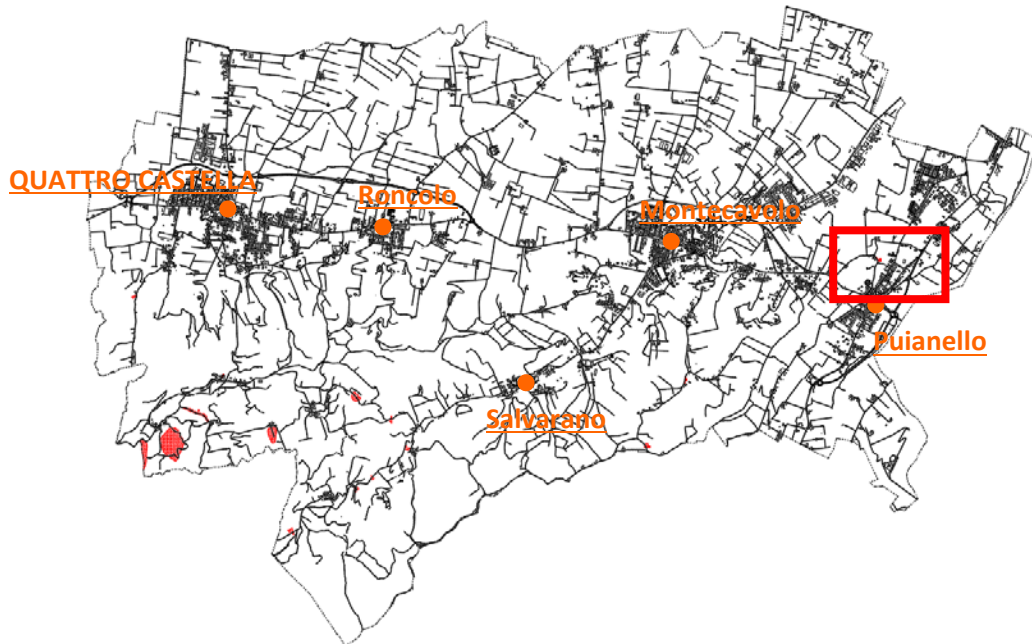 QUATTRO CASTELLA
Roncolo
Montecavolo
Puianello
Salvarano